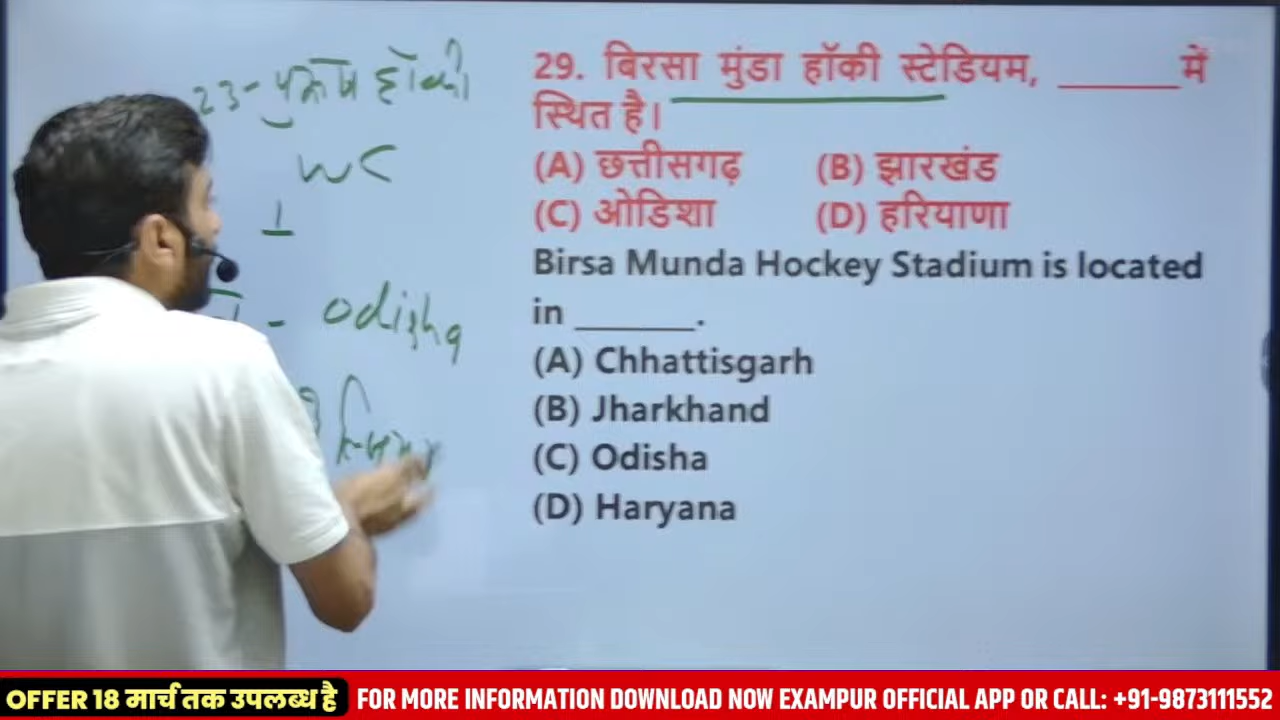 23-पुरुष हॉकी
WC
odisha
29. बिरसा मुंडा हॉकी स्टेडियम, ______में
स्थित है।
(A) छत्तीसगढ़ (B) झारखंड
(C) ओडिशा (D) हरियाणा
Birsa Munda Hockey Stadium is located
in ______.
(A) Chhattisgarh
(B) Jharkhand
(C) Odisha
(D) Haryana
OFFER 18 मार्च तक उपलब्ध है FOR MORE INFORMATION DOWNLOAD NOW EXAMPUR OFFICIAL APP OR CALL: +91-9873111552